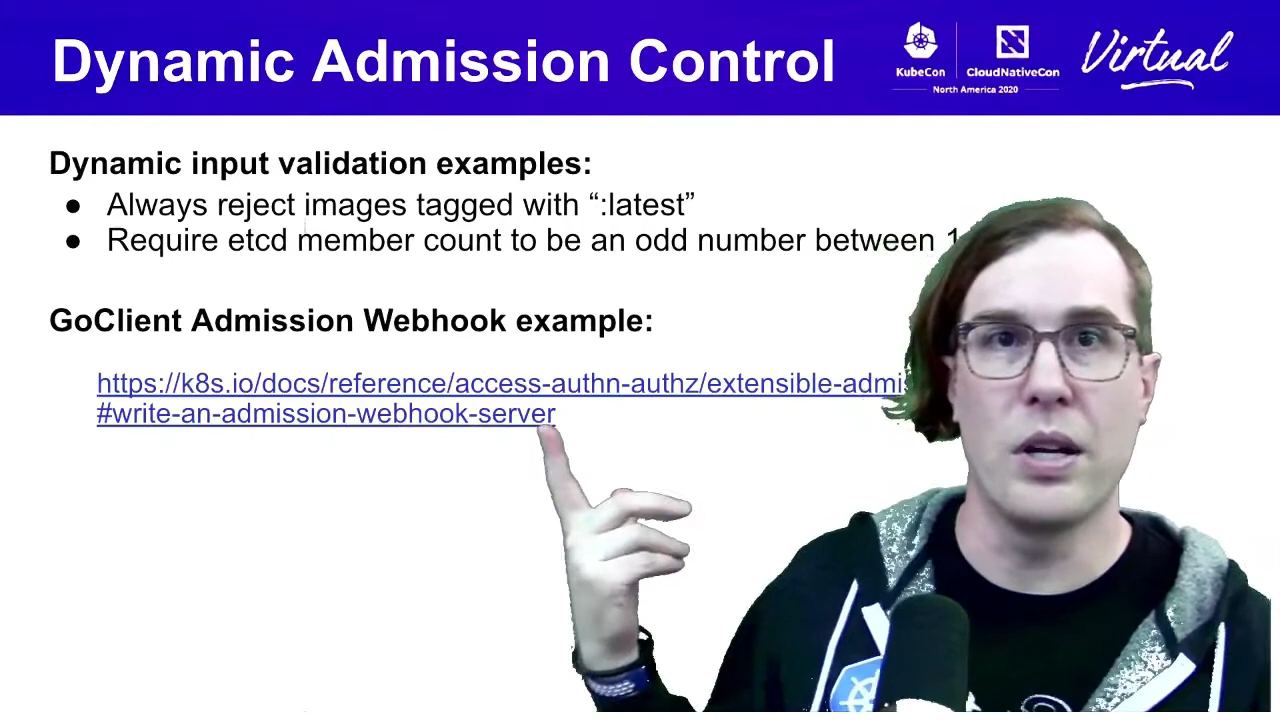 Dynamic Admission Control
KubeCon
CloudNativeCon
North America 2020
Virtual
Dynamic input validation examples:
● Always reject images tagged with “:latest”
● Require etcd member count to be an odd number between 1
GoClient Admission Webhook example:
https://k8s.io/docs/reference/access-authn-authz/extensible-admis
#write-an-admission-webhook-server